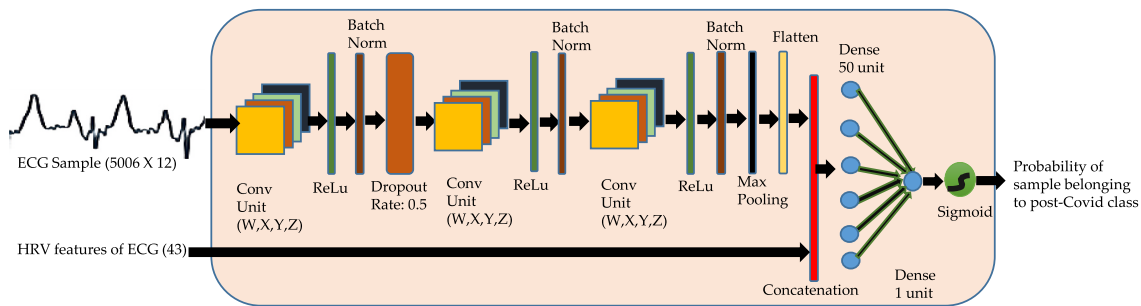 ECG Sample (5006 X 12)
Conv
Unit
(W,X,Y,Z)
ReLu
Batch
Norm
Dropout
Rate: 0.5
Conv
Unit
(W,X,Y,Z)
ReLu
Batch
Norm
Conv
Unit
(W,X,Y,Z)
ReLu
Batch
Norm
Max
Pooling
Flatten
HRV features of ECG (43)
Concatenation
Dense
50 unit
Dense
1 unit
Sigmoid
Probability of
sample belonging
to post-Covid class